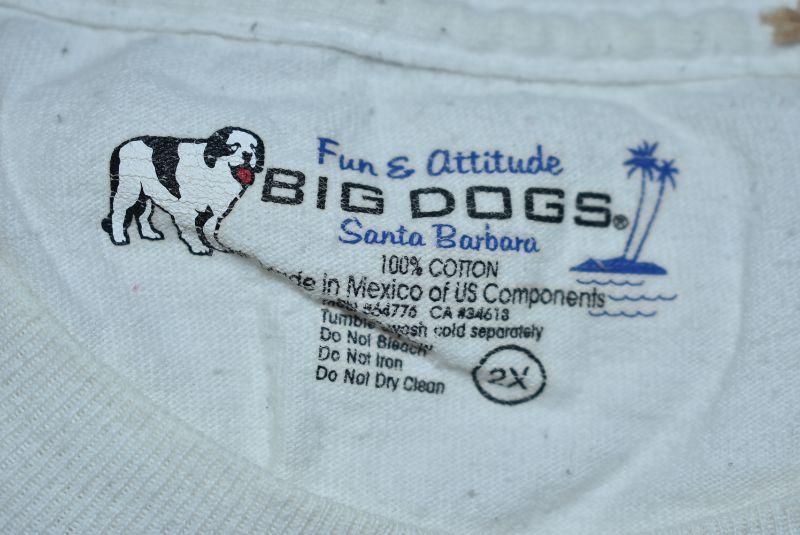 Fun & Attitude
BIG DOGS®
Santa Barbara
100% COTTON
in Mexico of US Components
#64776 CA #34613
Tumble wash cold separately
Do Not Bleach
Do Not Iron
Do Not Dry Clean
2X